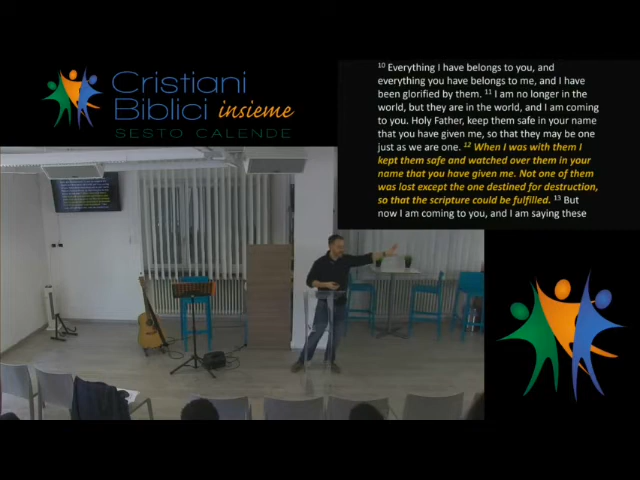 Cristiani
Biblici insieme
SESTO CALENDE
10 Everything I have belongs to you, and
everything you have belongs to me, and I have
been glorified by them. 11 I am no longer in the
world, but they are in the world, and I am coming
to you. Holy Father, keep them safe in your name
that you have given me, so that they may be one
just as we are one. 12 When I was with them I
kept them safe and watched over them in your
name that you have given me. Not one of them
was lost except the one destined for destruction,
so that the scripture could be fulfilled. 13 But
now I am coming to you, and I am saying these